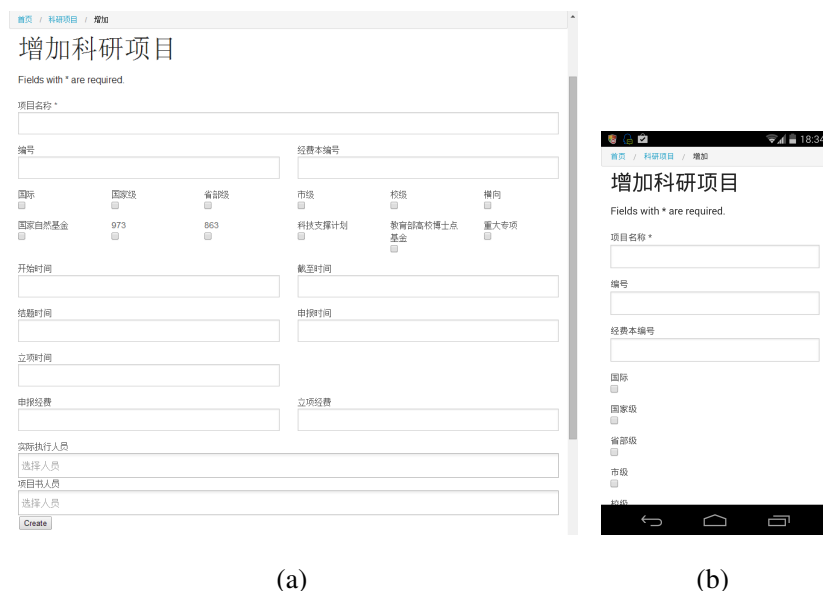 首页 / 科研项目 / 增加
增加科研项目
Fields with * are required.
项目名称 *
编号 经费本编号
国际 国家级 省部级 市级 校级 横向
国家自然基金 973 863 科技支撑计划 教育部高校博士点基金 重大专项
开始时间 截至时间
结题时间 申报时间
立项时间
申报经费 立项经费
实际执行人员
选择人员
项目书人员
选择人员
Create
(a)
18:34
首页 / 科研项目 / 增加
增加科研项目
Fields with * are required.
项目名称 *
编号
经费本编号
国际
国家级
省部级
市级
校级
(b)